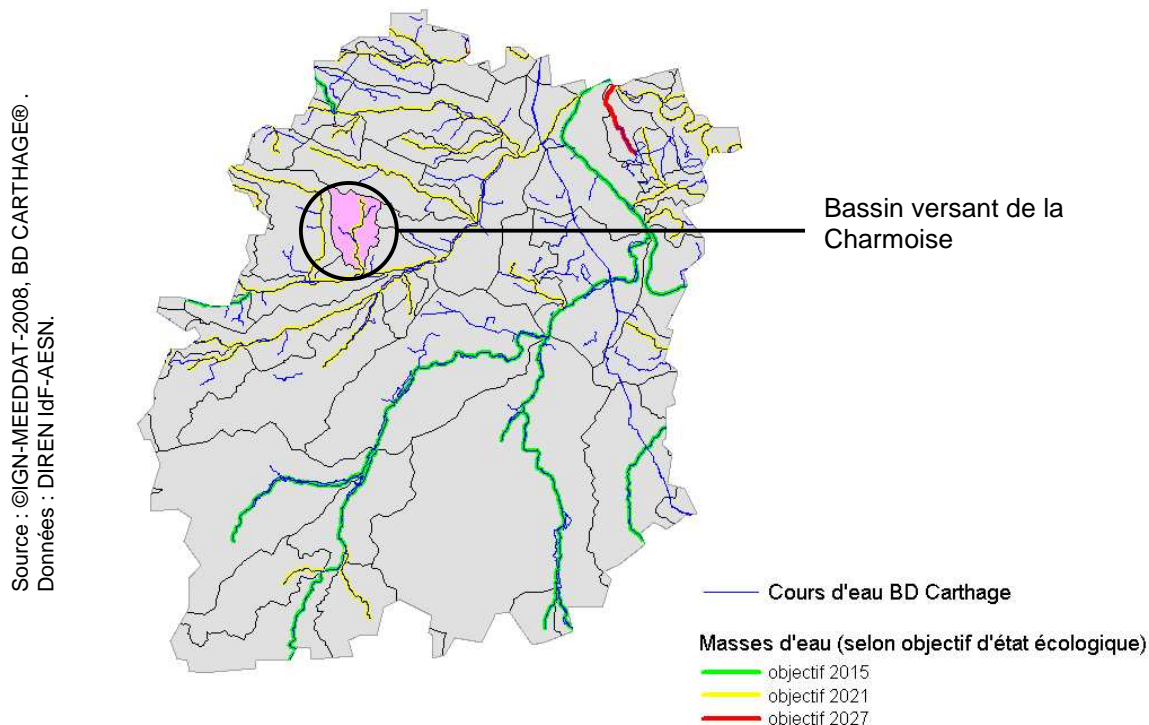 Source : ©IGN-MEEDDAT-2008, BD CARTHAGE® .
Données : DIREN IdF-AESN.
Bassin versant de la
Charmoise
Cours d'eau BD Carthage
Masses d'eau (selon objectif d'état écologique)
objectif 2015
objectif 2021
objectif 2027